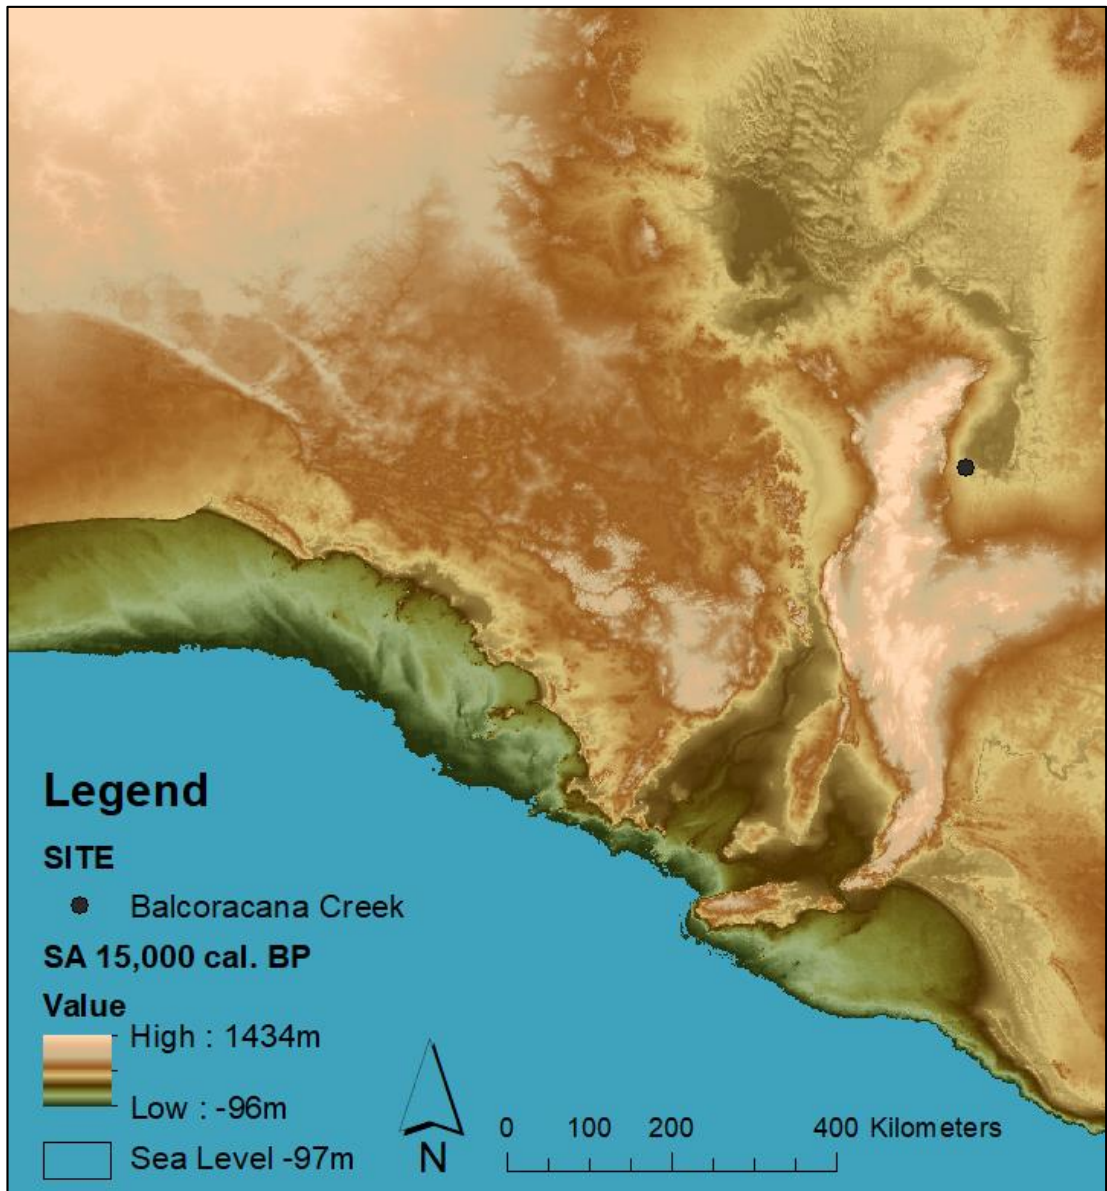 Legend
SITE
Balcoracana Creek
SA 15,000 cal. BP
Value
High : 1434m
Low : -96m
Sea Level -97m
N
0 100 200 400 Kilometers